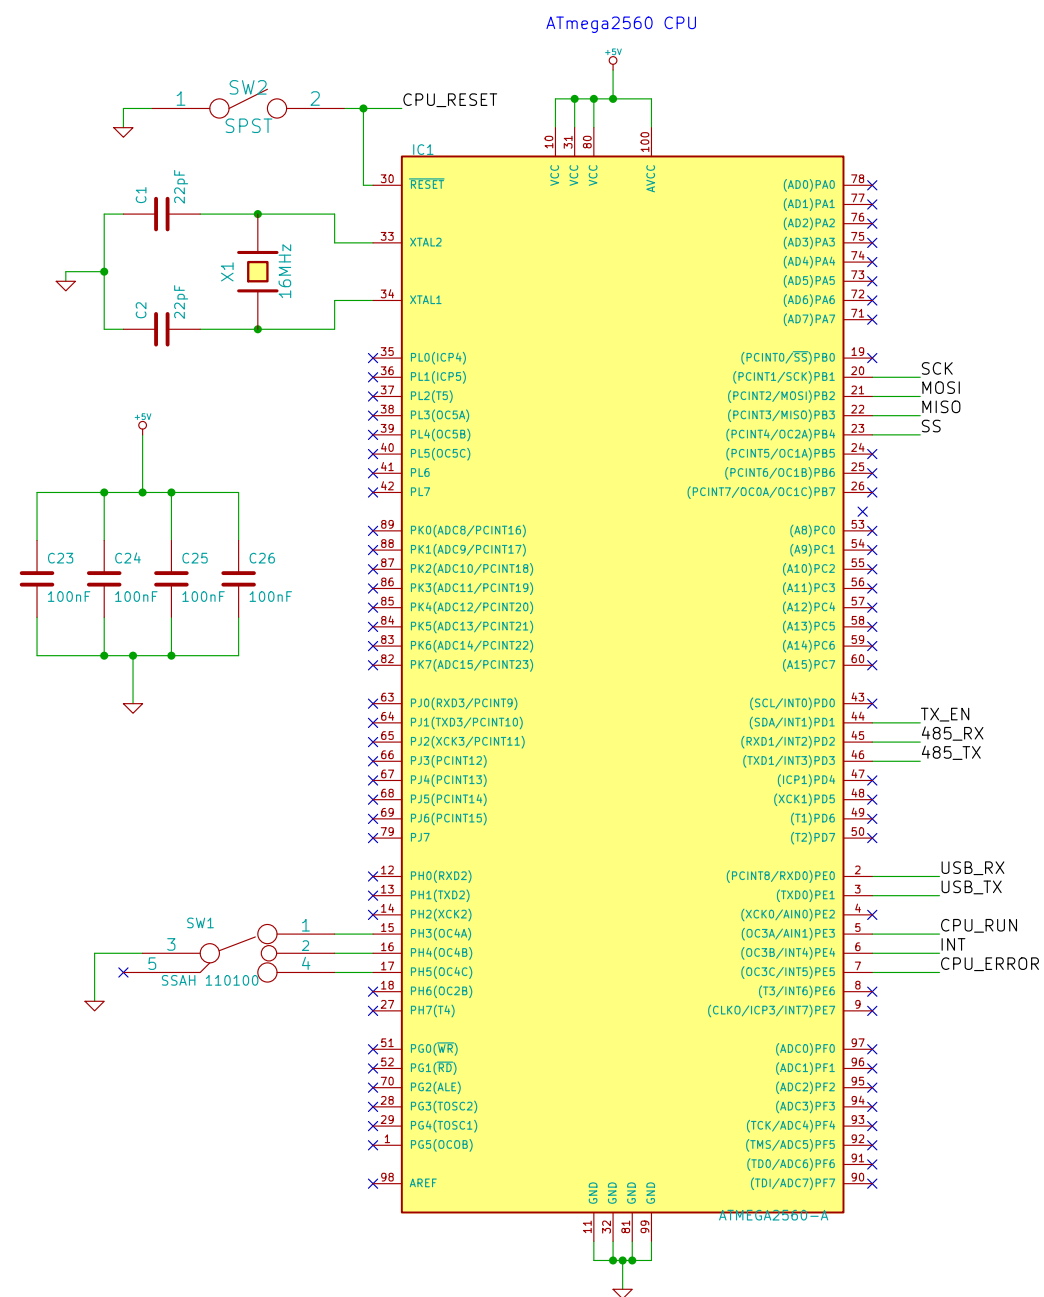 ATmega2560 CPU
+5V
SW2
1
2
SPST
CPU_RESET
10
31
80
100
VCC
VCC
VCC
AVCC
IC1
30 RESET
33 XTAL2
34 XTAL1
C1
22pF
X1
16MHz
C2
22pF
35 PL0(ICP4)
36 PL1(ICP5)
37 PL2(T5)
38 PL3(OC5A)
39 PL4(OC5B)
40 PL5(OC5C)
41 PL6
42 PL7
+5V
C23
100nF
C24
100nF
C25
100nF
C26
100nF
89 PK0(ADC8/PCINT16)
88 PK1(ADC9/PCINT17)
87 PK2(ADC10/PCINT18)
86 PK3(ADC11/PCINT19)
85 PK4(ADC12/PCINT20)
84 PK5(ADC13/PCINT21)
83 PK6(ADC14/PCINT22)
82 PK7(ADC15/PCINT23)
63 PJ0(RXD3/PCINT9)
64 PJ1(TXD3/PCINT10)
65 PJ2(XCK3/PCINT11)
66 PJ3(PCINT12)
67 PJ4(PCINT13)
68 PJ5(PCINT14)
69 PJ6(PCINT15)
79 PJ7
12 PH0(RXD2)
13 PH1(TXD2)
14 PH2(XCK2)
15 PH3(OC4A)
16 PH4(OC4B)
17 PH5(OC4C)
18 PH6(OC2B)
27 PH7(T4)
SW1
1
3
2
5
4
SSAH 110100
51 PG0(WR)
52 PG1(RD)
70 PG2(ALE)
28 PG3(TOSC2)
29 PG4(TOSC1)
1 PG5(OC0B)
98 AREF
(AD0)PA0 78
(AD1)PA1 77
(AD2)PA2 76
(AD3)PA3 75
(AD4)PA4 74
(AD5)PA5 73
(AD6)PA6 72
(AD7)PA7 71
(PCINT0/SS)PB0 19
(PCINT1/SCK)PB1 20 SCK
(PCINT2/MOSI)PB2 21 MOSI
(PCINT3/MISO)PB3 22 MISO
(PCINT4/OC2A)PB4 23 SS
(PCINT5/OC1A)PB5 24
(PCINT6/OC1B)PB6 25
(PCINT7/OC0A/OC1C)PB7 26
(A8)PC0 53
(A9)PC1 54
(A10)PC2 55
(A11)PC3 56
(A12)PC4 57
(A13)PC5 58
(A14)PC6 59
(A15)PC7 60
(SCL/INT0)PD0 43
(SDA/INT1)PD1 44 TX_EN
(RXD1/INT2)PD2 45 485_RX
(TXD1/INT3)PD3 46 485_TX
(ICP1)PD4 47
(XCK1)PD5 48
(T1)PD6 49
(T2)PD7 50
(PCINT8/RXD0)PE0 2 USB_RX
(TXD0)PE1 3 USB_TX
(XCK0/AIN0)PE2 4
(OC3A/AIN1)PE3 5 CPU_RUN
(OC3B/INT4)PE4 6 INT
(OC3C/INT5)PE5 7 CPU_ERROR
(T3/INT6)PE6 8
(CLKO/ICP3/INT7)PE7 9
(ADC0)PF0 97
(ADC1)PF1 96
(ADC2)PF2 95
(ADC3)PF3 94
(TCK/ADC4)PF4 93
(TMS/ADC5)PF5 92
(TDO/ADC6)PF6 91
(TDI/ADC7)PF7 90
GND
GND
GND
GND
ATMEGA2560-A
11
32
81
99